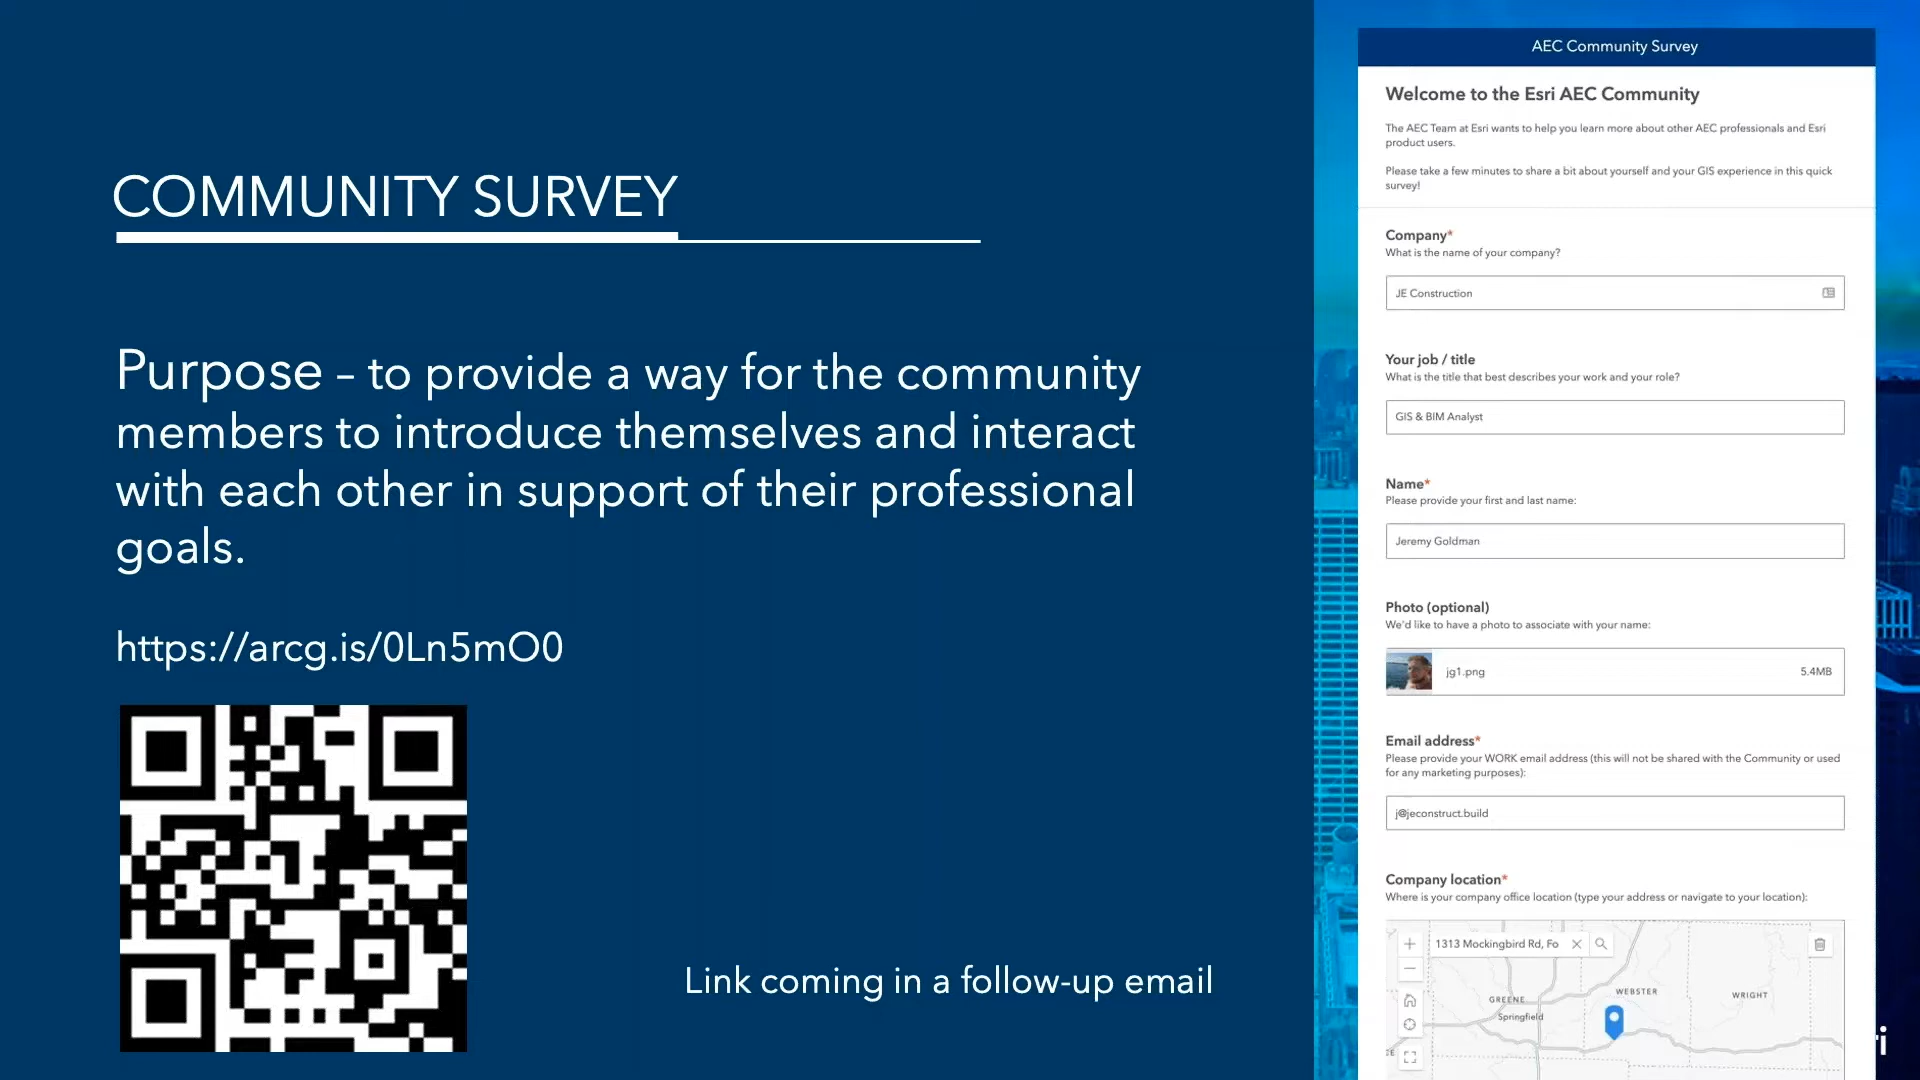 COMMUNITY SURVEY
Purpose – to provide a way for the community
members to introduce themselves and interact
with each other in support of their professional
goals.
https://arcg.is/0Ln5mO0
Link coming in a follow-up email
AEC Community Survey
Welcome to the Esri AEC Community
The AEC Team at Esri wants to help you learn more about other AEC professionals and Esri
product users.
Please take a few minutes to share a bit about yourself and your GIS experience in this quick
survey!
Company*
What is the name of your company?
JE Construction
Your job / title
What is the title that best describes your work and your role?
GIS & BIM Analyst
Name*
Please provide your first and last name:
Jeremy Goldman
Photo (optional)
We'd like to have a photo to associate with your name:
jg1.png 5.4MB
Email address*
Please provide your WORK email address (this will not be shared with the Community or used
for any marketing purposes):
j@jeconstruct.build
Company location*
Where is your company office location (type your address or navigate to your location):
1313 Mockingbird Rd, Fo
WEBSTER
WRIGHT
GREENE
Springfield
ri